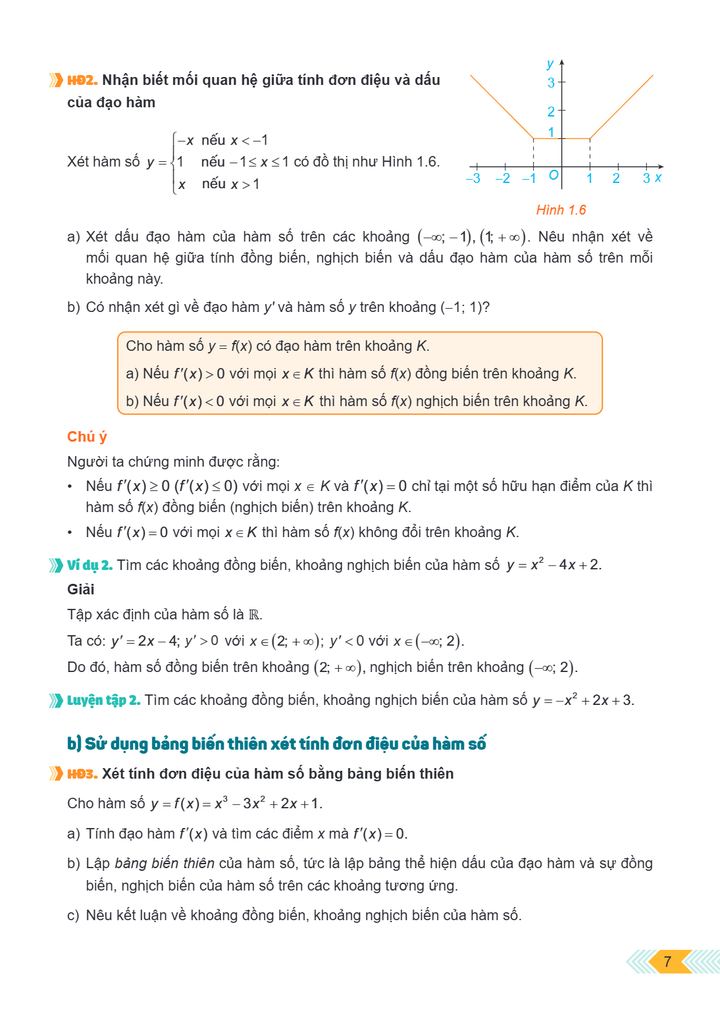 HĐ2. Nhận biết mối quan hệ giữa tính đơn điệu và dấu
của đạo hàm
Xét hàm số y = { −x nếu x < −1
1 nếu −1 ≤ x ≤ 1 có đồ thị như Hình 1.6.
x nếu x > 1
y
3
2
1
−3 −2 −1 O 1 2 3 x
Hình 1.6
a) Xét dấu đạo hàm của hàm số trên các khoảng (−∞; −1), (1; +∞). Nêu nhận xét về
mối quan hệ giữa tính đồng biến, nghịch biến và dấu đạo hàm của hàm số trên mỗi
khoảng này.
b) Có nhận xét gì về đạo hàm y′ và hàm số y trên khoảng (−1; 1)?
Cho hàm số y = f(x) có đạo hàm trên khoảng K.
a) Nếu f′(x) > 0 với mọi x ∈ K thì hàm số f(x) đồng biến trên khoảng K.
b) Nếu f′(x) < 0 với mọi x ∈ K thì hàm số f(x) nghịch biến trên khoảng K.
Chú ý
Người ta chứng minh được rằng:
• Nếu f′(x) ≥ 0 (f′(x) ≤ 0) với mọi x ∈ K và f′(x) = 0 chỉ tại một số hữu hạn điểm của K thì
hàm số f(x) đồng biến (nghịch biến) trên khoảng K.
• Nếu f′(x) = 0 với mọi x ∈ K thì hàm số f(x) không đổi trên khoảng K.
Ví dụ 2. Tìm các khoảng đồng biến, khoảng nghịch biến của hàm số y = x² − 4x + 2.
Giải
Tập xác định của hàm số là ℝ.
Ta có: y′ = 2x − 4; y′ > 0 với x ∈ (2; +∞); y′ < 0 với x ∈ (−∞; 2).
Do đó, hàm số đồng biến trên khoảng (2; +∞), nghịch biến trên khoảng (−∞; 2).
Luyện tập 2. Tìm các khoảng đồng biến, khoảng nghịch biến của hàm số y = −x² + 2x + 3.
b) Sử dụng bảng biến thiên xét tính đơn điệu của hàm số
HĐ3. Xét tính đơn điệu của hàm số bằng bảng biến thiên
Cho hàm số y = f(x) = x³ − 3x² + 2x + 1.
a) Tính đạo hàm f′(x) và tìm các điểm x mà f′(x) = 0.
b) Lập bảng biến thiên của hàm số, tức là lập bảng thể hiện dấu của đạo hàm và sự đồng
biến, nghịch biến của hàm số trên các khoảng tương ứng.
c) Nêu kết luận về khoảng đồng biến, khoảng nghịch biến của hàm số.
7